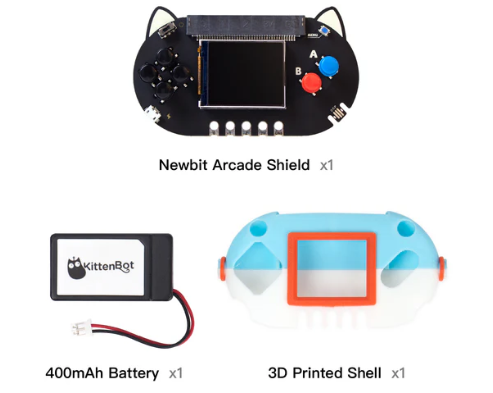 A
B
Newbit Arcade Shield x1
KittenBot
400mAh Battery x1
3D Printed Shell x1